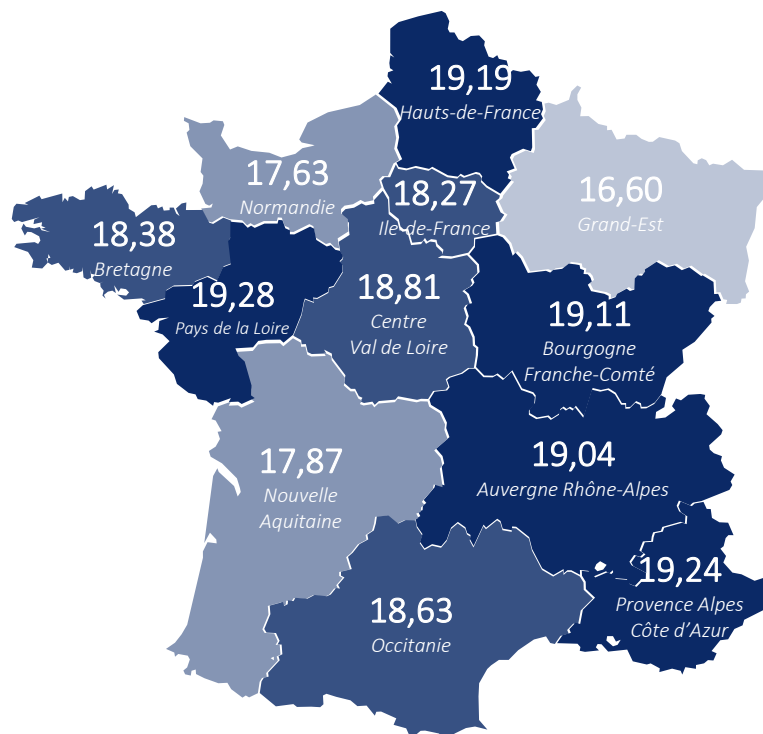 19,19
Hauts-de-France
17,63
Normandie
18,27
Ile-de-France
16,60
Grand-Est
18,38
Bretagne
19,28
Pays de la Loire
18,81
Centre
Val de Loire
19,11
Bourgogne
Franche-Comté
17,87
Nouvelle
Aquitaine
19,04
Auvergne Rhône-Alpes
18,63
Occitanie
19,24
Provence Alpes
Côte d’Azur